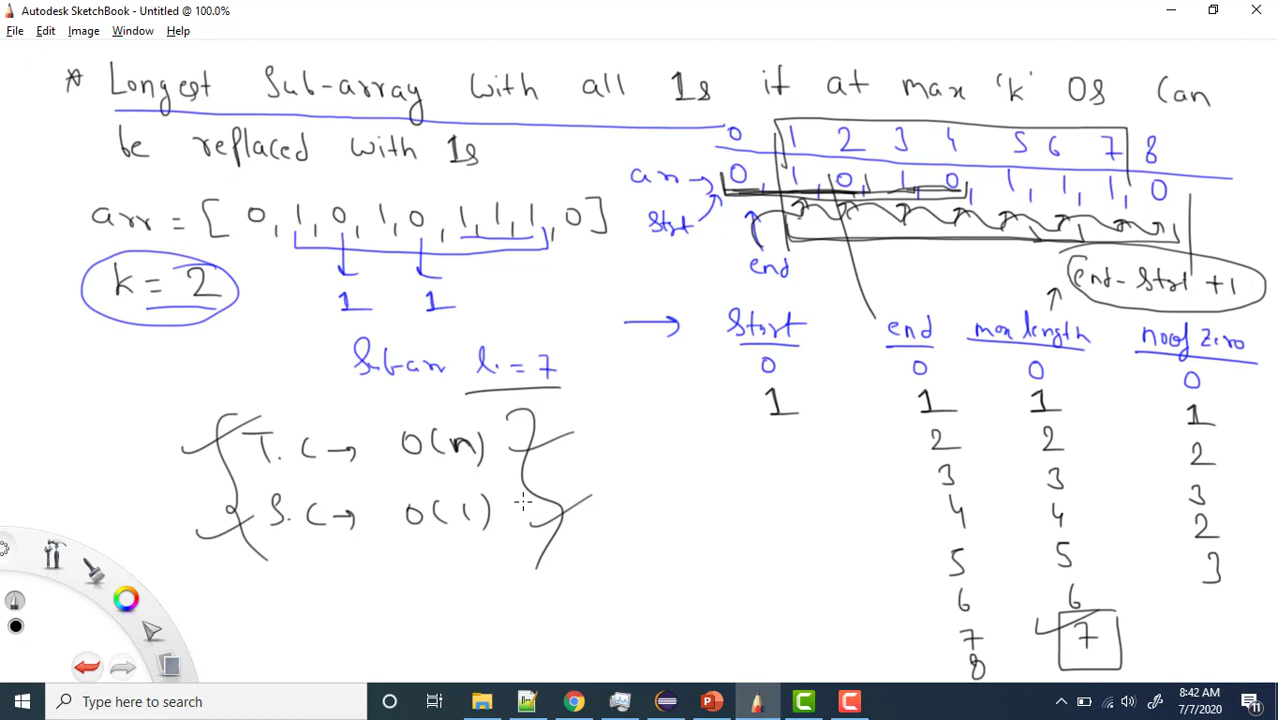 Autodesk SketchBook - Untitled @ 100.0%
File Edit Image Window Help
* Longest Sub-array with all 1s if at max 'k' 0s can
be replaced with 1s
0 1 2 3 4 5 6 7 8
arr → 0, 1, 0, 1, 0, 1, 1, 1, 0
strt
end
arr = [ 0, 1, 0, 1, 0, 1, 1, 1, 0 ]
k = 2
1 1
Subarr l. = 7
end - strt + 1
→ Start end max length no of zero
0 0 0 0
1 1 1 1
2 2 2
3 3 3
4 4 2
5 5 3
6 6
7 7
8
T.C → O(n)
S.C → O(1)
Type here to search
8:42 AM
7/7/2020
11